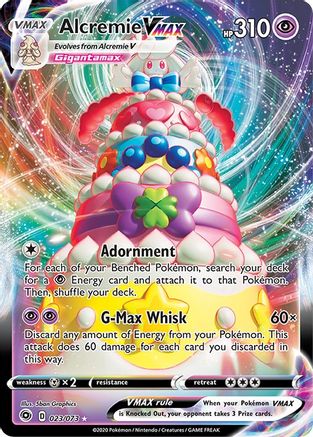 VMAX
Alcremie VMAX HP 310
Evolves from Alcremie V
Gigantamax
Adornment
For each of your Benched Pokémon, search your deck
for a Energy card and attach it to that Pokémon.
Then, shuffle your deck.
G-Max Whisk 60×
Discard any amount of Energy from your Pokémon. This
attack does 60 damage for each card you discarded in
this way.
weakness ×2 resistance retreat
Illus. 5ban Graphics
VMAX rule When your Pokémon VMAX
is Knocked Out, your opponent takes 3 Prize cards.
D 023/073 ★
©2020 Pokémon / Nintendo / Creatures / GAME FREAK